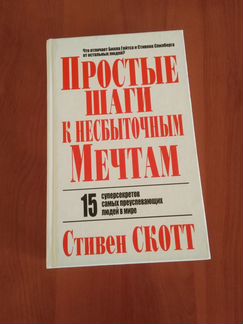 Что отличает Билла Гейтса и Стивена Спилберга
от остальных людей?
ПРОСТЫЕ
ШАГИ
К НЕСБЫТОЧНЫМ
МЕЧТАМ
15 суперсекретов
самых преуспевающих
людей в мире
Стивен СКОТТ